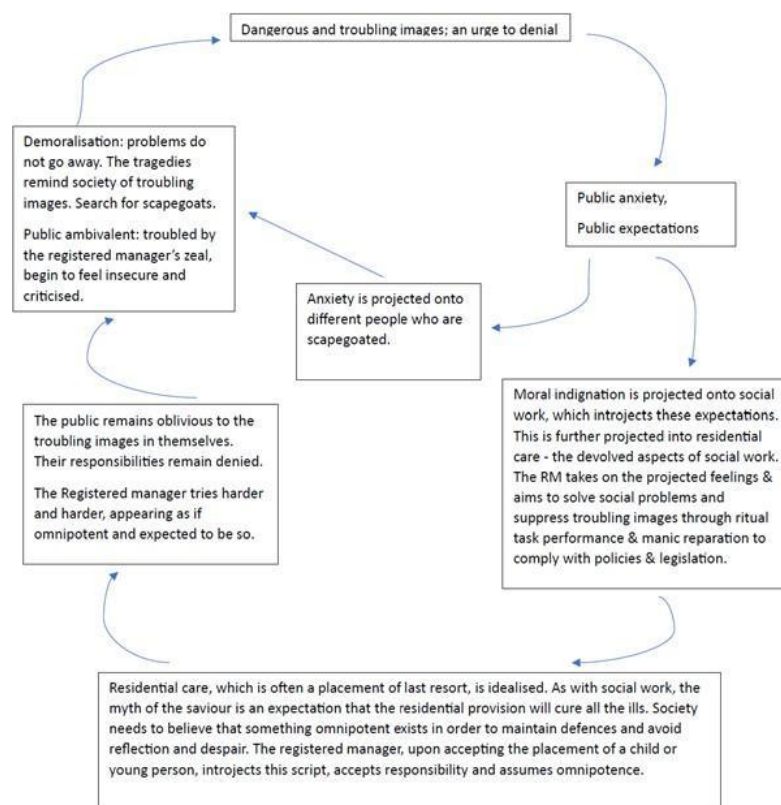 Dangerous and troubling images; an urge to denial
Public anxiety,
Public expectations
Moral indignation is projected onto social
work, which introjects these expectations.
This is further projected into residential
care - the devolved aspects of social work.
The RM takes on the projected feelings &
aims to solve social problems and
suppress troubling images through ritual
task performance & manic reparation to
comply with policies & legislation.
Residential care, which is often a placement of last resort, is idealised. As with social work, the
myth of the saviour is an expectation that the residential provision will cure all the ills. Society
needs to believe that something omnipotent exists in order to maintain defences and avoid
reflection and despair. The registered manager, upon accepting the placement of a child or
young person, introjects this script, accepts responsibility and assumes omnipotence.
The public remains oblivious to the
troubling images in themselves.
Their responsibilities remain denied.
The Registered manager tries harder
and harder, appearing as if
omnipotent and expected to be so.
Demoralisation: problems do
not go away. The tragedies
remind society of troubling
images. Search for scapegoats.
Public ambivalent: troubled by
the registered manager's zeal,
begin to feel insecure and
criticised.
Anxiety is projected onto
different people who are
scapegoated.